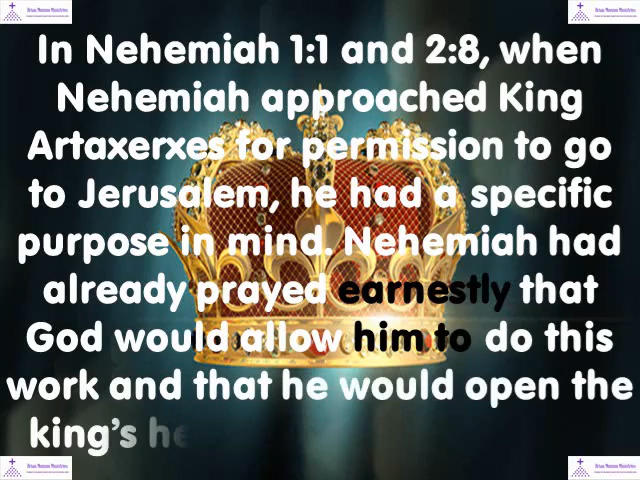 In Nehemiah 1:1 and 2:8, when
Nehemiah approached King
Artaxerxes for permission to go
to Jerusalem, he had a specific
purpose in mind. Nehemiah had
already prayed earnestly that
God would allow him to do this
work and that he would open the
king's he